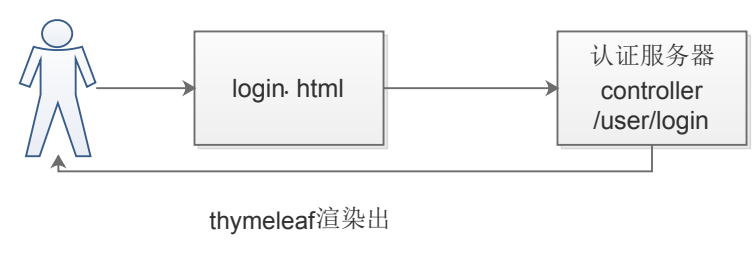 login. html
认证服务器
controller
/user/login
thymeleaf渲染出